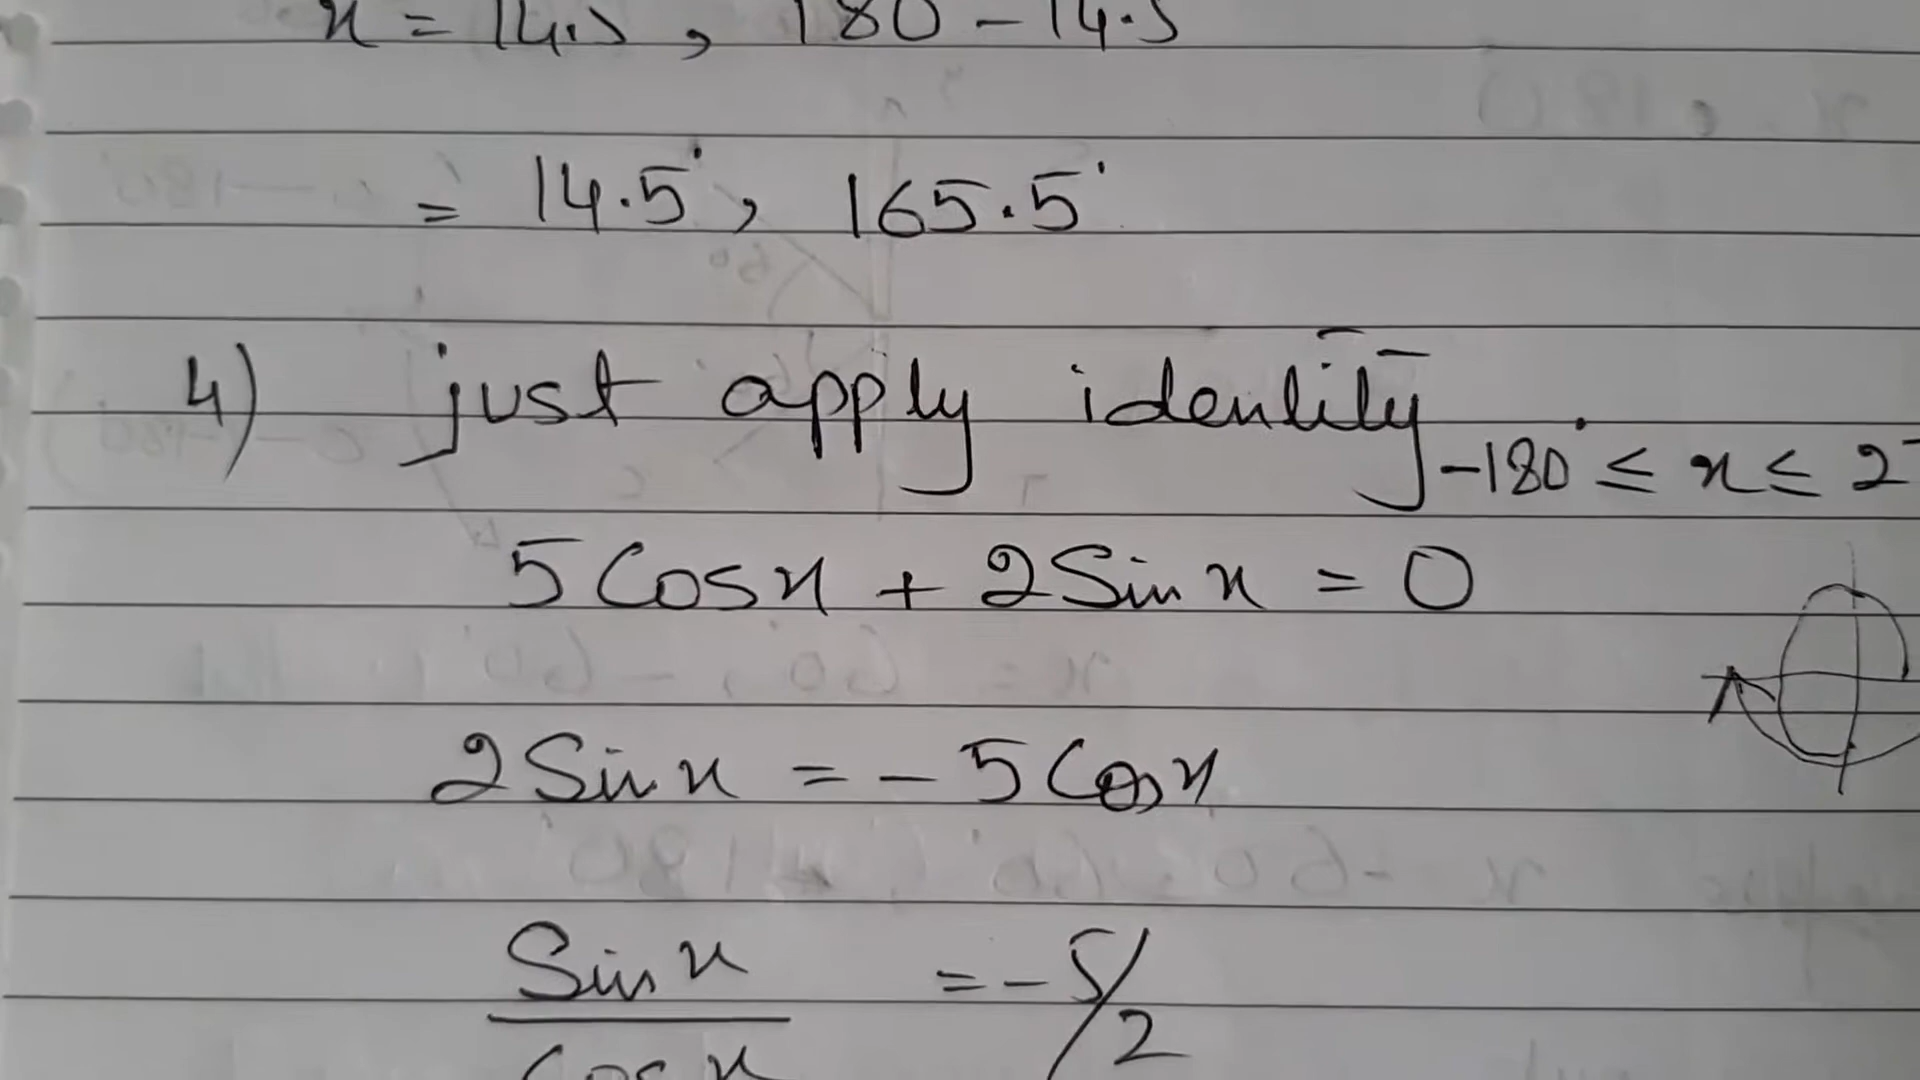 x = 14.5 , 180 - 14.5
= 14.5° , 165.5°
4) just apply identity
-180° ≤ x ≤ 2
5 Cos x + 2 Sin x = 0
2 Sin x = - 5 Cos x
Sin x / Cos x = - 5/2